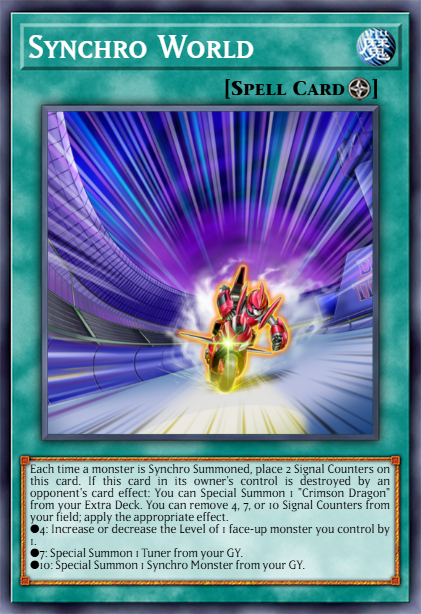 Synchro World
魔
[Spell Card]
Each time a monster is Synchro Summoned, place 2 Signal Counters on
this card. If this card in its owner's control is destroyed by an
opponent's card effect: You can Special Summon 1 "Crimson Dragon"
from your Extra Deck. You can remove 4, 7, or 10 Signal Counters from
your field; apply the appropriate effect.
●4: Increase or decrease the Level of 1 face-up monster you control by
1.
●7: Special Summon 1 Tuner from your GY.
●10: Special Summon 1 Synchro Monster from your GY.